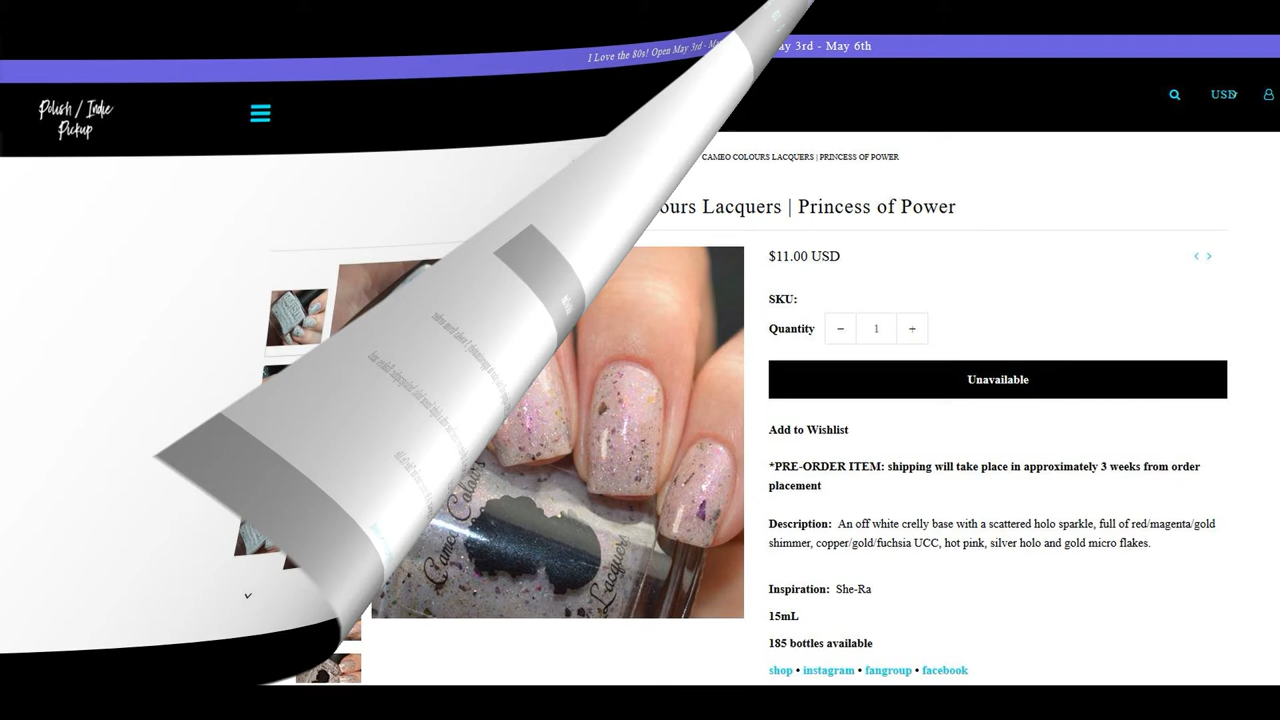 I Love the 80s! Open May 3rd - Ma
ay 3rd - May 6th
Polish / Indie
Pickup
USD
CAMEO COLOURS LACQUERS | PRINCESS OF POWER
ours Lacquers | Princess of Power
$11.00 USD
SKU:
Quantity
− 1 +
Unavailable
Add to Wishlist
*PRE-ORDER ITEM: shipping will take place in approximately 3 weeks from order
placement
Description: An off white crelly base with a scattered holo sparkle, full of red/magenta/gold
shimmer, copper/gold/fuchsia UCC, hot pink, silver holo and gold micro flakes.
Inspiration: She-Ra
15mL
185 bottles available
shop • instagram • fangroup • facebook
Cameo Colours
Lacquers